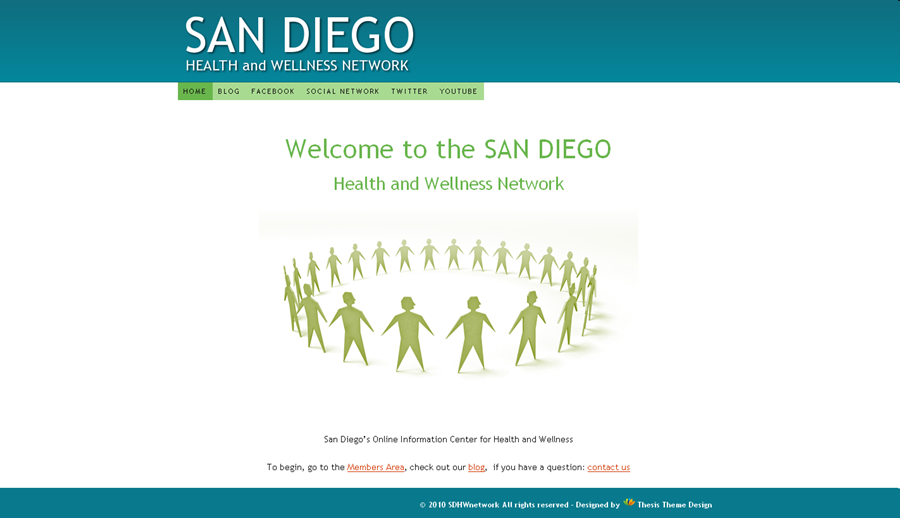 SAN DIEGO
HEALTH and WELLNESS NETWORK
HOME BLOG FACEBOOK SOCIAL NETWORK TWITTER YOUTUBE
Welcome to the SAN DIEGO
Health and Wellness Network
San Diego's Online Information Center for Health and Wellness
To begin, go to the Members Area, check out our blog, if you have a question: contact us
© 2010 SDHWnetwork All rights reserved - Designed by Thesis Theme Design